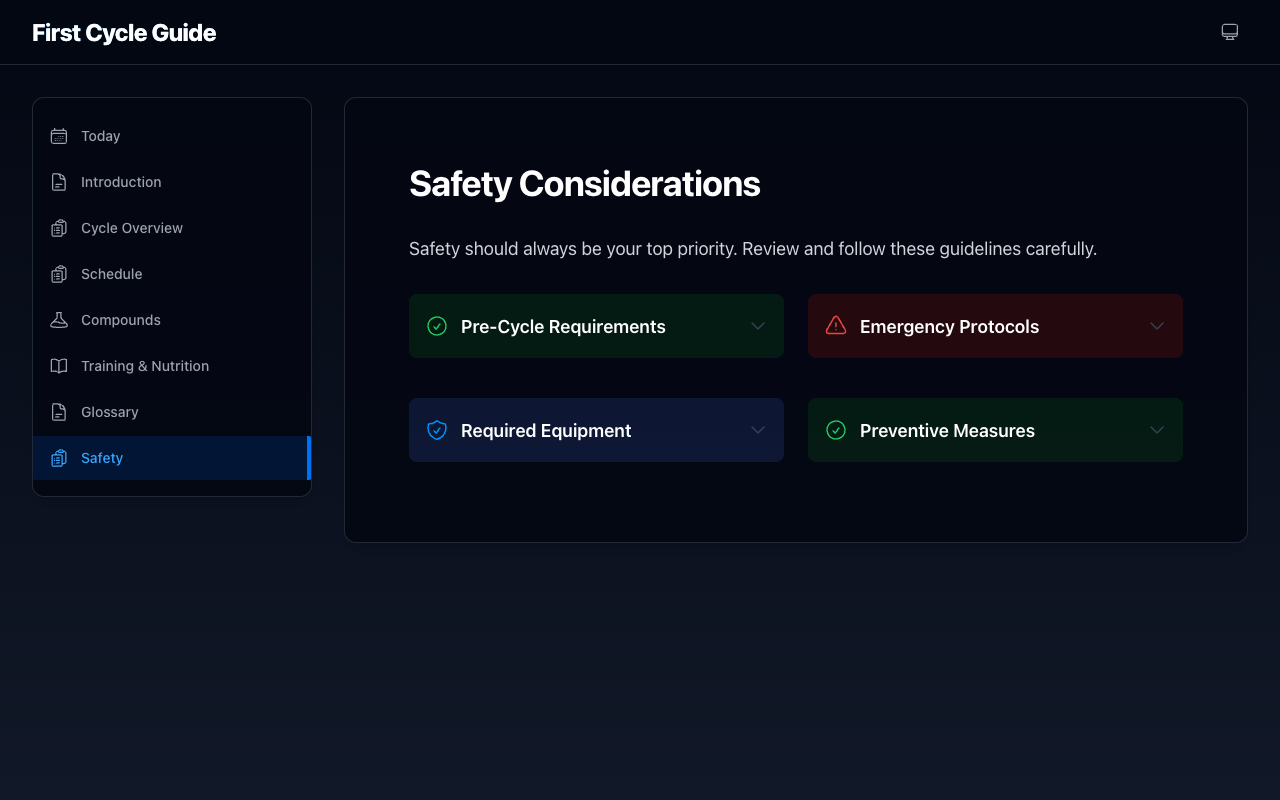 First Cycle Guide
Today
Introduction
Cycle Overview
Schedule
Compounds
Training & Nutrition
Glossary
Safety
Safety Considerations
Safety should always be your top priority. Review and follow these guidelines carefully.
Pre-Cycle Requirements
Emergency Protocols
Required Equipment
Preventive Measures